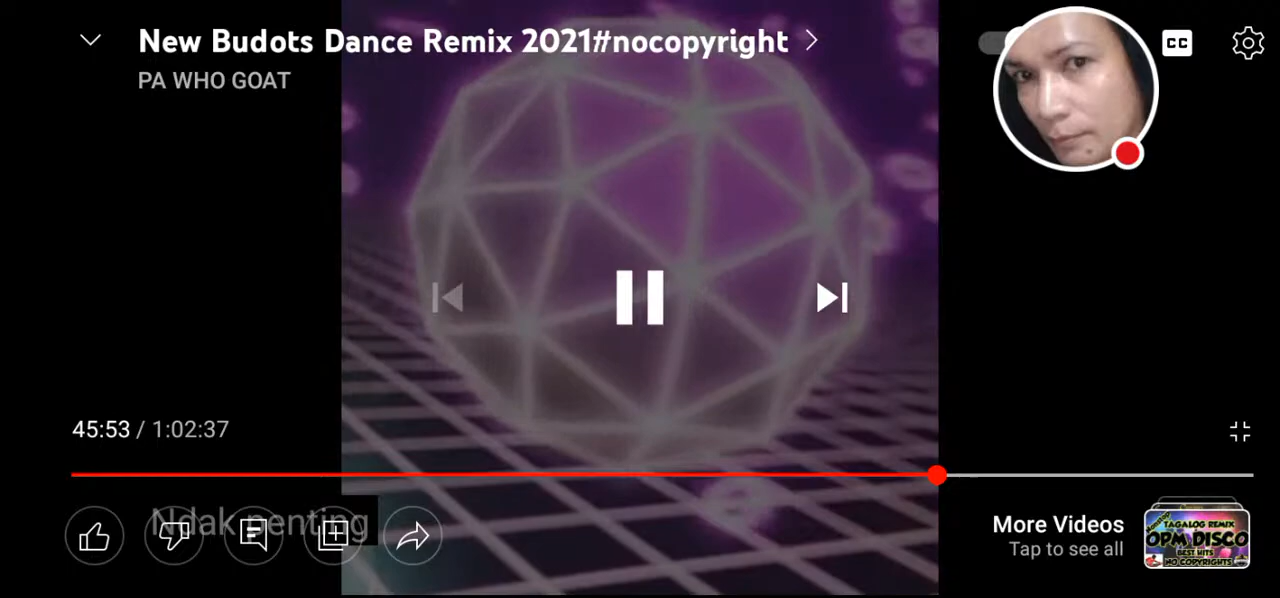 New Budots Dance Remix 2021#nocopyright
PA WHO GOAT
CC
45:53 / 1:02:37
Ndak penting
More Videos
Tap to see all
TAGALOG REMIX
OPM DISCO
BEST HITS
NO COPYRIGHTS